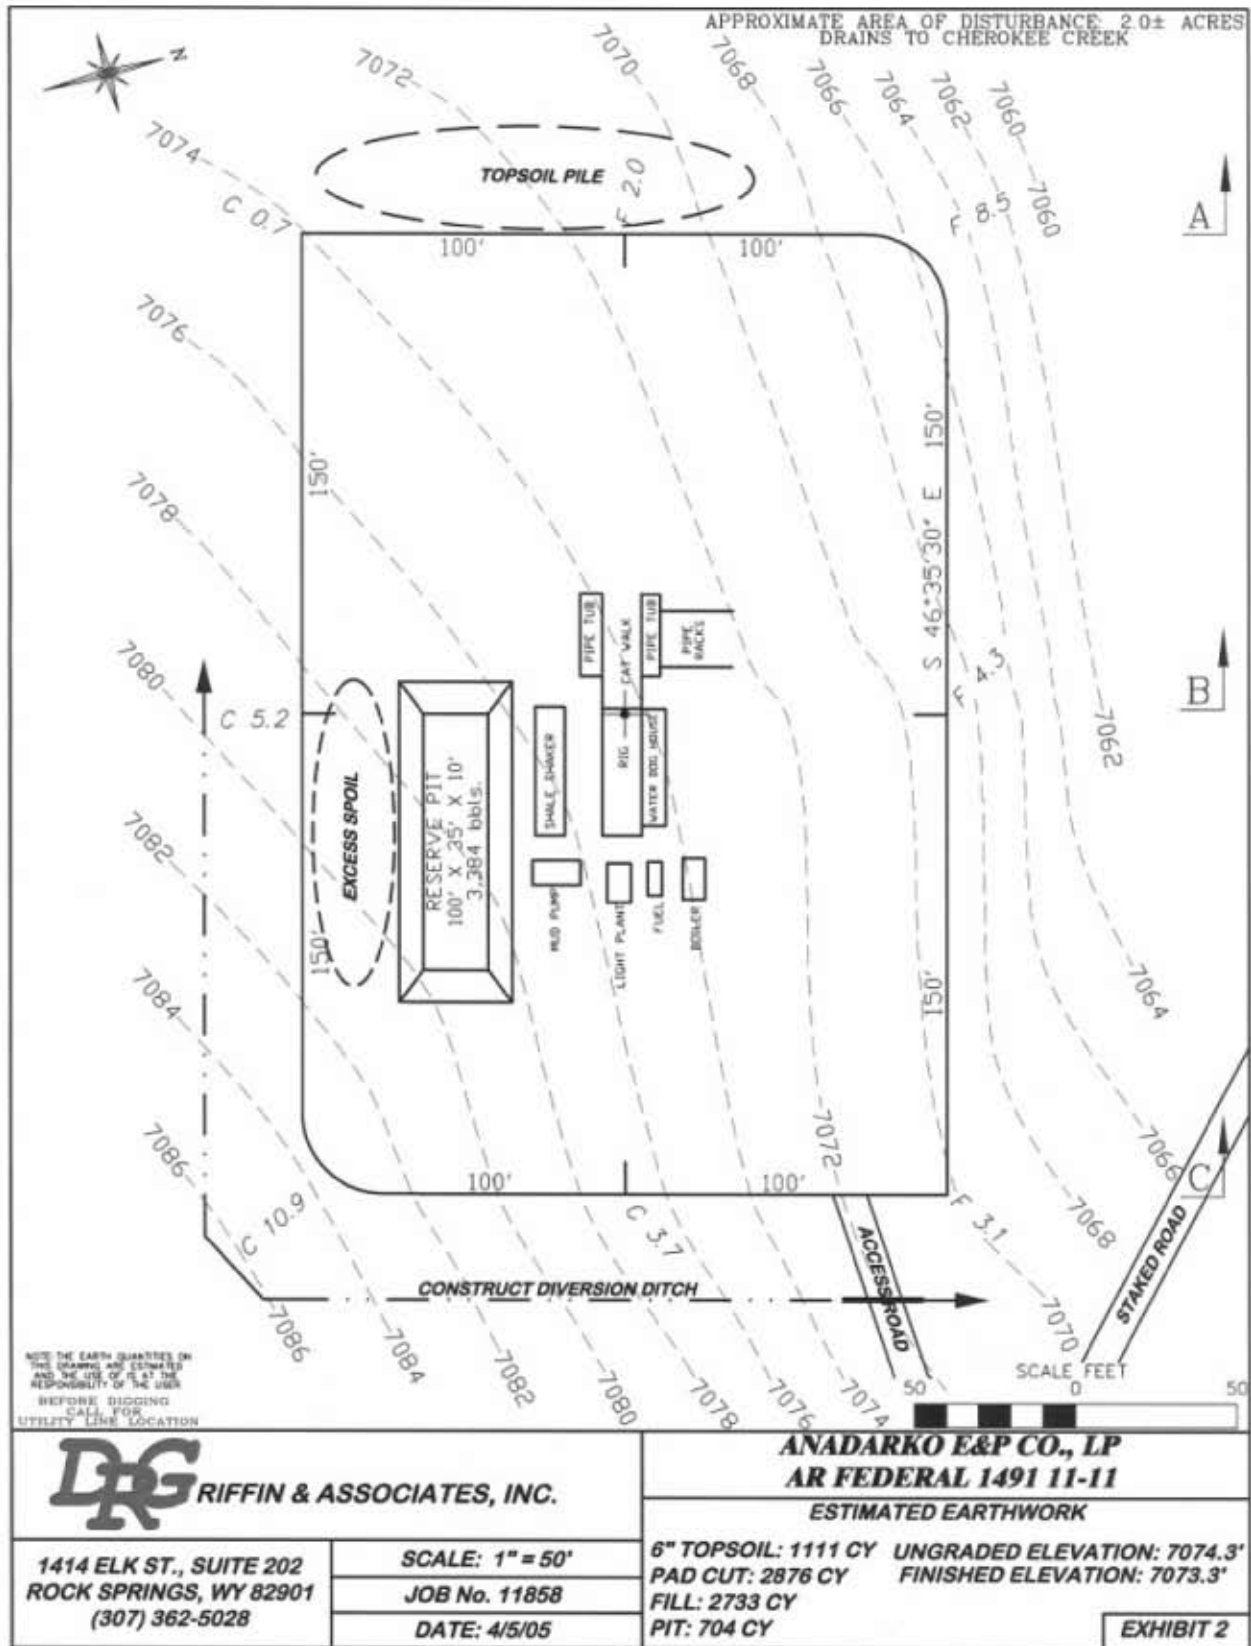 APPROXIMATE AREA OF DISTURBANCE: 2.0± ACRES
DRAINS TO CHEROKEE CREEK
N
7072
7070
7068
7066
7064
7062
7060
7074
TOPSOIL PILE
F 2.0
C 0.7
F 8.5
7060
A
100'
100'
7076
150'
150'
7078
S 46°35'30" E
PIPE TUB
CAT WALK
PIPE TUB
PIPE RACKS
7080
F 4.3
B
C 5.2
7062
EXCESS SPOIL
RESERVE PIT
100' X 35' X 10'
3,384 bbls.
SHALE SHAKER
RIG
WATER DOG HOUSE
7082
MUD PUMP
LIGHT PLANT
FUEL
BOILER
150'
150'
7064
7084
7072
7066
7086
100'
100'
C
C 10.9
C 3.7
F 3.1
7068
ACCESS ROAD
STAKED ROAD
CONSTRUCT DIVERSION DITCH
7086
7084
7082
7080
7078
7076
7074
7070
NOTE: THE EARTH QUANTITIES ON
THIS DRAWING ARE ESTIMATED
AND THE USE OF IS AT THE
RESPONSIBILITY OF THE USER
BEFORE DIGGING
CALL FOR
UTILITY LINE LOCATION
SCALE FEET
50 0 50
DRG RIFFIN & ASSOCIATES, INC.
1414 ELK ST., SUITE 202
ROCK SPRINGS, WY 82901
(307) 362-5028
SCALE: 1" = 50'
JOB No. 11858
DATE: 4/5/05
ANADARKO E&P CO., LP
AR FEDERAL 1491 11-11
ESTIMATED EARTHWORK
6" TOPSOIL: 1111 CY UNGRADED ELEVATION: 7074.3'
PAD CUT: 2876 CY FINISHED ELEVATION: 7073.3'
FILL: 2733 CY
PIT: 704 CY
EXHIBIT 2